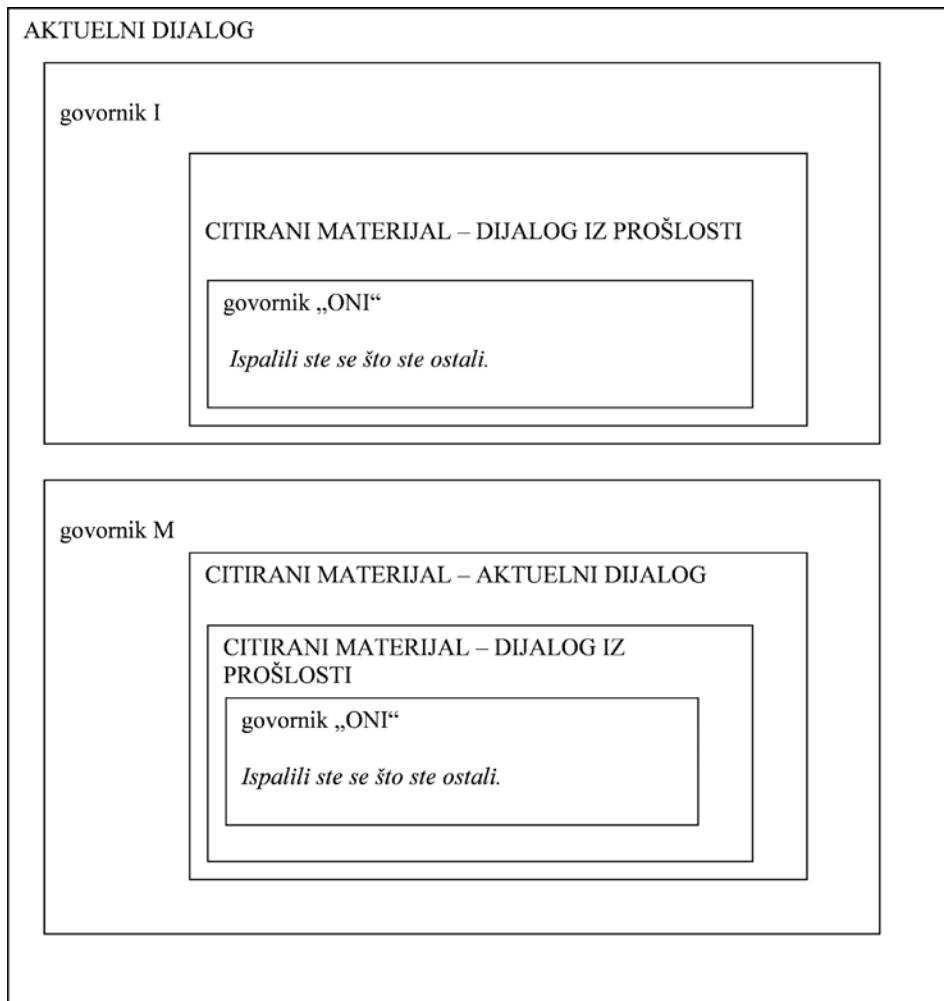 AKTUELNI DIJALOG
govornik I
CITIRANI MATERIJAL – DIJALOG IZ PROŠLOSTI
govornik „ONI“
Ispalili ste se što ste ostali.
govornik M
CITIRANI MATERIJAL – AKTUELNI DIJALOG
CITIRANI MATERIJAL – DIJALOG IZ
PROŠLOSTI
govornik „ONI“
Ispalili ste se što ste ostali.